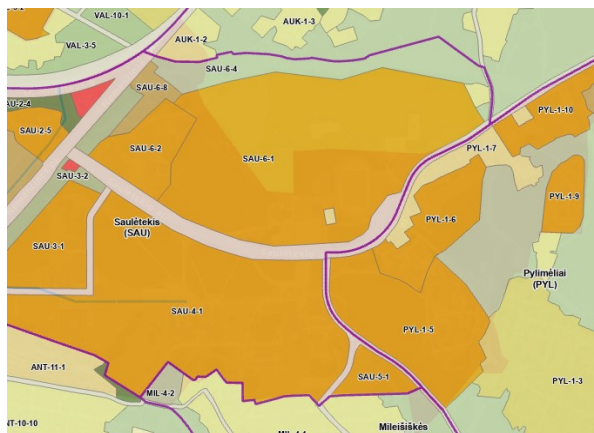 VAL-10-1
AUK-1-3
VAL-3-5
AUK-1-2
SAU-6-4
SAU-6-8
PYL-1-10
SAU-2-4
SAU-2-5
SAU-6-2
SAU-6-1
PYL-1-7
SAU-3-2
PYL-1-9
Saulėtekis
(SAU)
PYL-1-6
SAU-3-1
Pylimėliai
(PYL)
SAU-4-1
PYL-1-5
ANT-11-1
SAU-5-1
PYL-1-3
MIL-4-2
NT-10-10
Mileišiškės